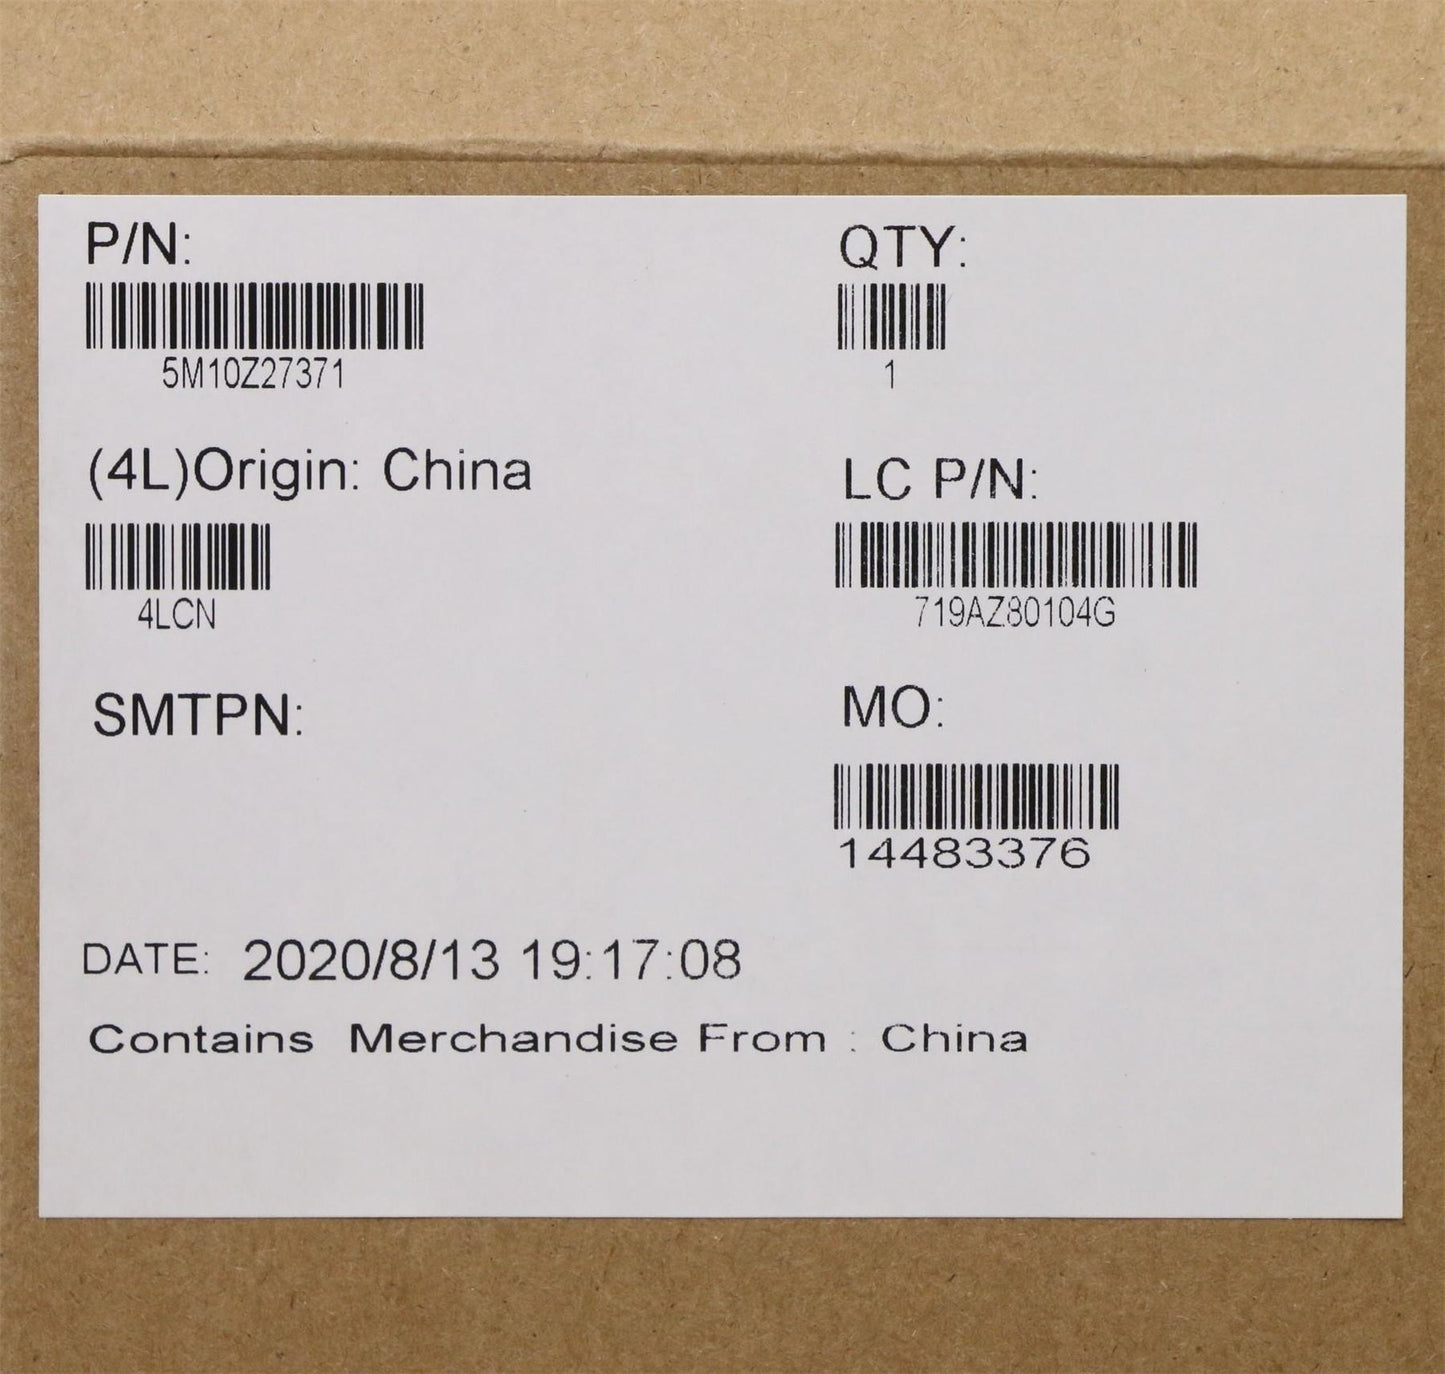 P/N:
5M10Z27371
QTY:
1
(4L)Origin: China
4LCN
LC P/N:
719AZ80104G
SMTPN:
MO:
14483376
DATE: 2020/8/13 19:17:08
Contains Merchandise From : China